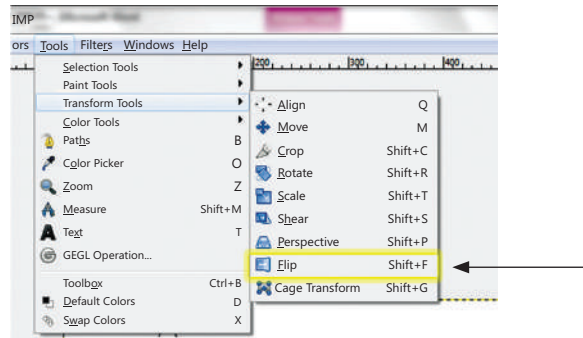 IMP
ors Tools Filters Windows Help
200 300 400
Selection Tools
Paint Tools
Transform Tools
Color Tools
Paths B
Color Picker O
Zoom Z
Measure Shift+M
Text T
GEGL Operation...
Toolbox Ctrl+B
Default Colors D
Swap Colors X
Align Q
Move M
Crop Shift+C
Rotate Shift+R
Scale Shift+T
Shear Shift+S
Perspective Shift+P
Flip Shift+F
Cage Transform Shift+G